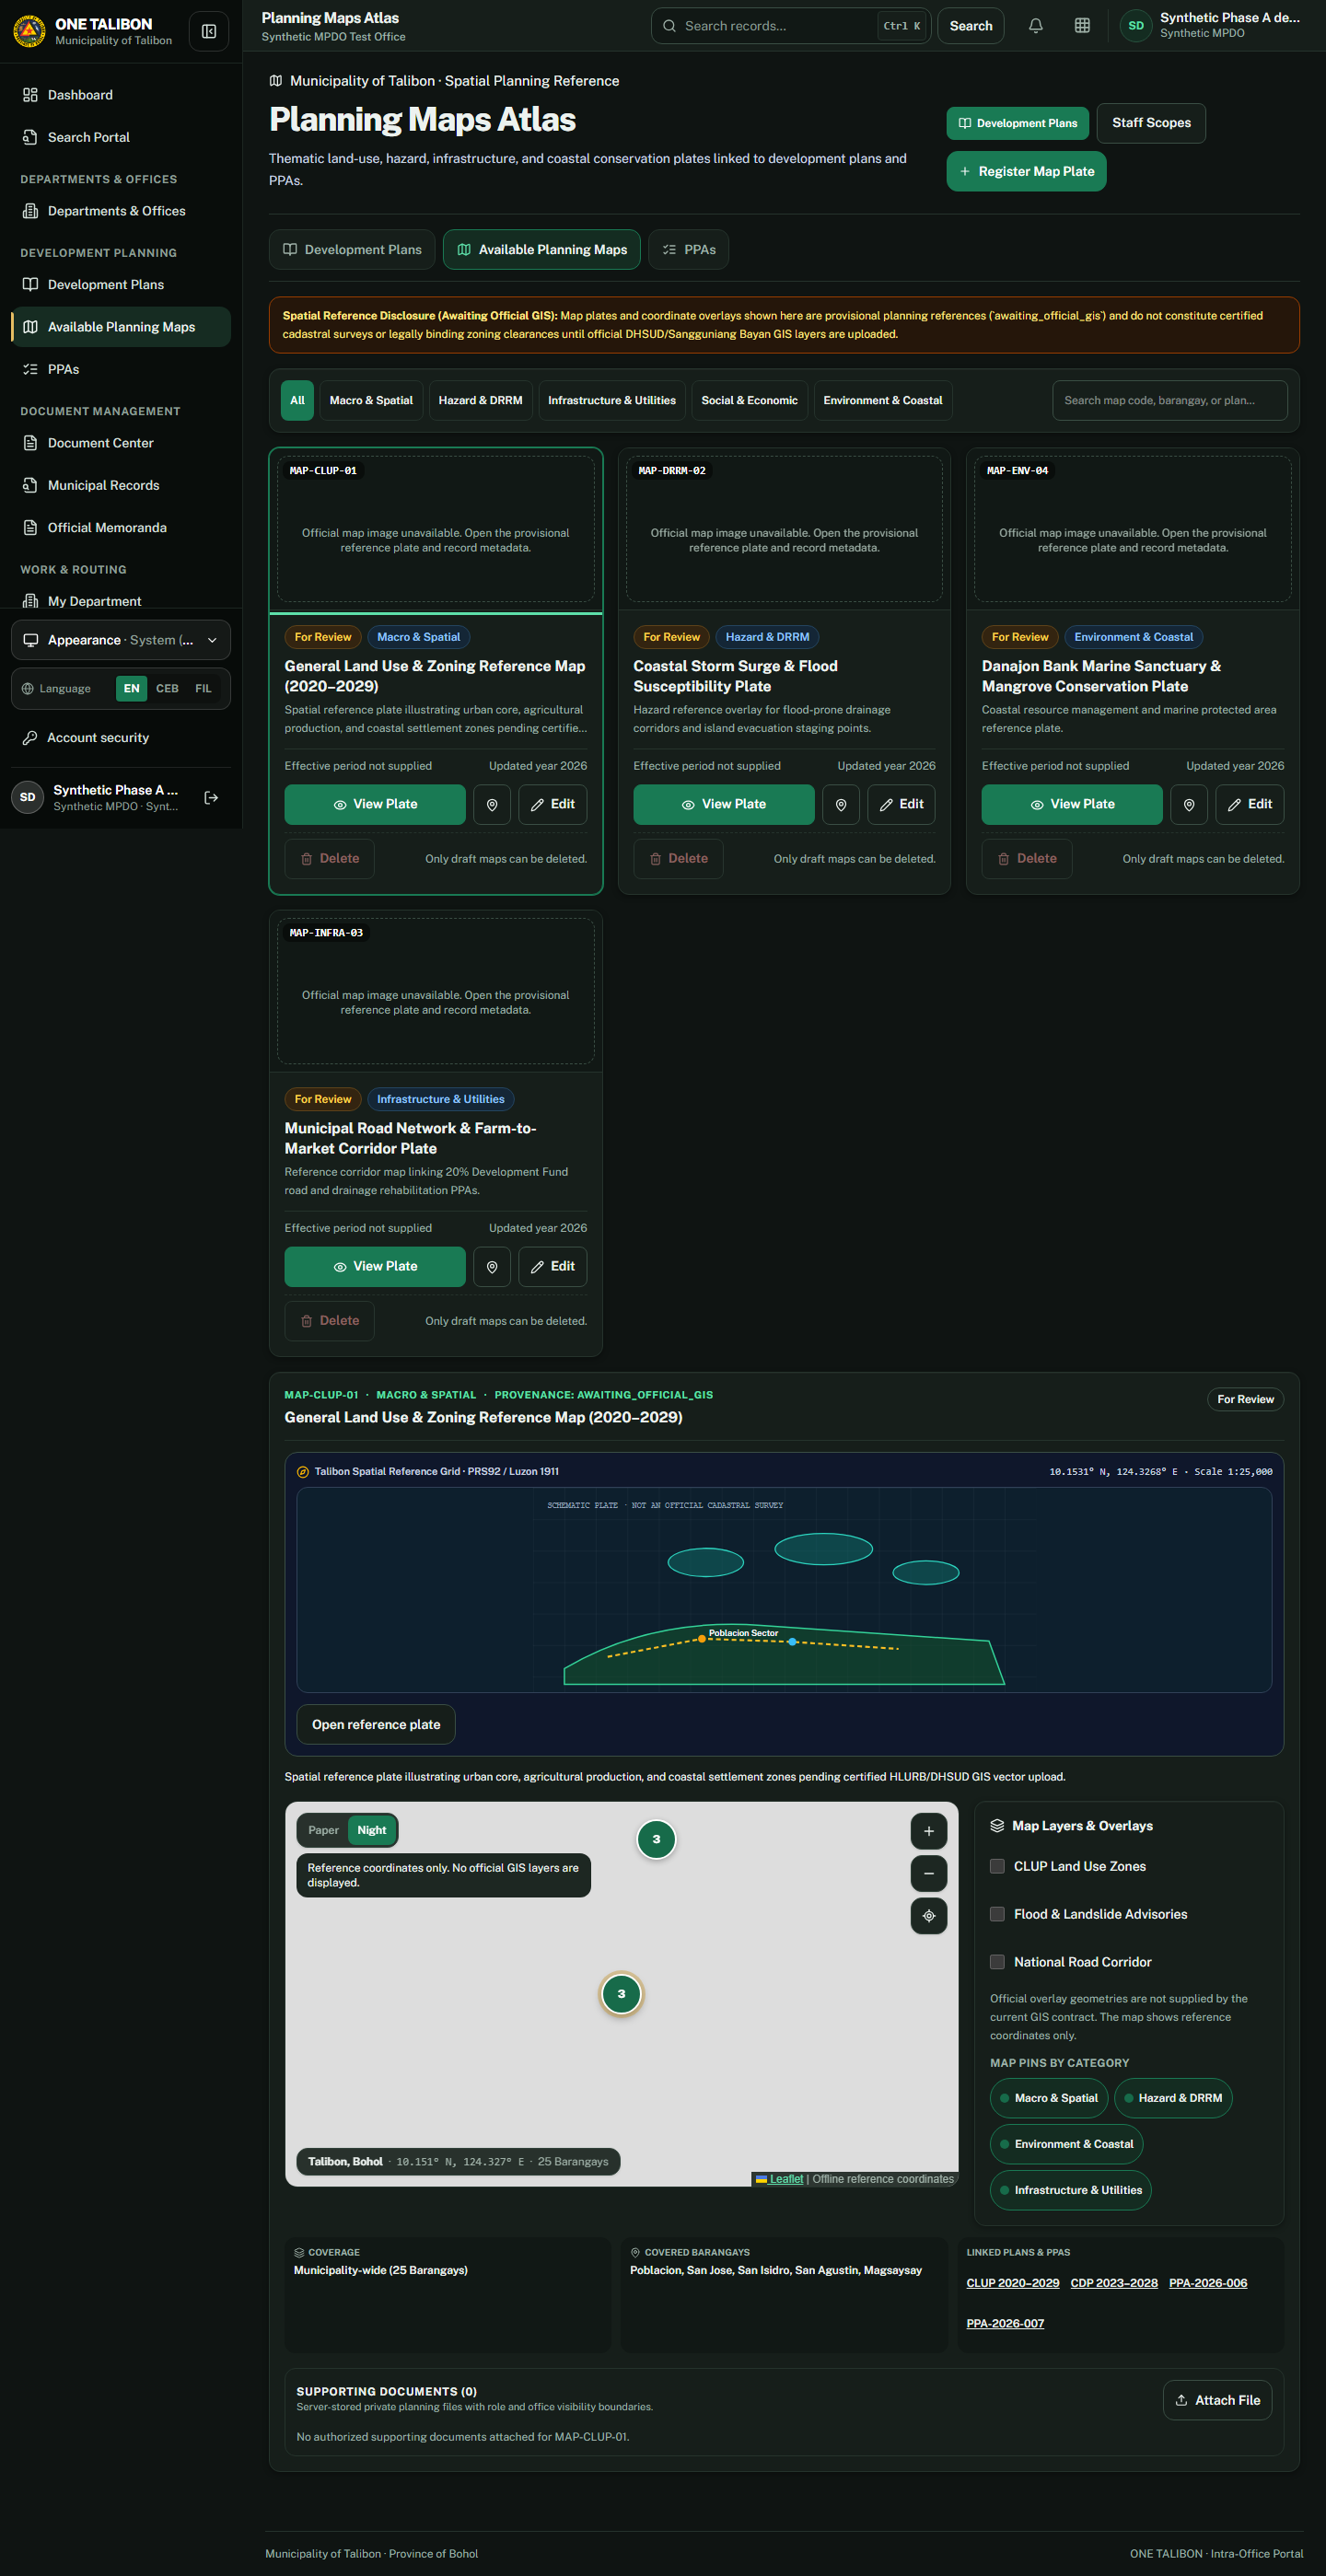 ONE TALIBON
Municipality of Talibon
Planning Maps Atlas
Synthetic MPDO Test Office
Search records...
Ctrl K
Search
SD
Synthetic Phase A de...
Synthetic MPDO
Dashboard
Search Portal
DEPARTMENTS & OFFICES
Departments & Offices
DEVELOPMENT PLANNING
Development Plans
Available Planning Maps
PPAs
DOCUMENT MANAGEMENT
Document Center
Municipal Records
Official Memoranda
WORK & ROUTING
My Department
Appearance · System (...
Language
EN
CEB
FIL
Account security
SD
Synthetic Phase A ...
Synthetic MPDO · Synt...
Municipality of Talibon · Spatial Planning Reference
Planning Maps Atlas
Thematic land-use, hazard, infrastructure, and coastal conservation plates linked to development plans and
PPAs.
Development Plans
Staff Scopes
Register Map Plate
Development Plans
Available Planning Maps
PPAs
Spatial Reference Disclosure (Awaiting Official GIS): Map plates and coordinate overlays shown here are provisional planning references (`awaiting_official_gis`) and do not constitute certified
cadastral surveys or legally binding zoning clearances until official DHSUD/Sangguniang Bayan GIS layers are uploaded.
All
Macro & Spatial
Hazard & DRRM
Infrastructure & Utilities
Social & Economic
Environment & Coastal
Search map code, barangay, or plan...
MAP-CLUP-01
Official map image unavailable. Open the provisional
reference plate and record metadata.
For Review
Macro & Spatial
General Land Use & Zoning Reference Map
(2020–2029)
Spatial reference plate illustrating urban core, agricultural
production, and coastal settlement zones pending certifie...
Effective period not supplied
Updated year 2026
View Plate
Edit
Delete
Only draft maps can be deleted.
MAP-DRRM-02
Official map image unavailable. Open the provisional
reference plate and record metadata.
For Review
Hazard & DRRM
Coastal Storm Surge & Flood
Susceptibility Plate
Hazard reference overlay for flood-prone drainage
corridors and island evacuation staging points.
Effective period not supplied
Updated year 2026
View Plate
Edit
Delete
Only draft maps can be deleted.
MAP-ENV-04
Official map image unavailable. Open the provisional
reference plate and record metadata.
For Review
Environment & Coastal
Danajon Bank Marine Sanctuary &
Mangrove Conservation Plate
Coastal resource management and marine protected area
reference plate.
Effective period not supplied
Updated year 2026
View Plate
Edit
Delete
Only draft maps can be deleted.
MAP-INFRA-03
Official map image unavailable. Open the provisional
reference plate and record metadata.
For Review
Infrastructure & Utilities
Municipal Road Network & Farm-to-
Market Corridor Plate
Reference corridor map linking 20% Development Fund
road and drainage rehabilitation PPAs.
Effective period not supplied
Updated year 2026
View Plate
Edit
Delete
Only draft maps can be deleted.
MAP-CLUP-01 · MACRO & SPATIAL · PROVENANCE: AWAITING_OFFICIAL_GIS
General Land Use & Zoning Reference Map (2020–2029)
For Review
Talibon Spatial Reference Grid · PRS92 / Luzon 1911
10.1531° N, 124.3268° E · Scale 1:25,000
SCHEMATIC PLATE · NOT AN OFFICIAL CADASTRAL SURVEY
Poblacion Sector
Open reference plate
Spatial reference plate illustrating urban core, agricultural production, and coastal settlement zones pending certified HLURB/DHSUD GIS vector upload.
Paper
Night
Reference coordinates only. No official GIS layers are
displayed.
3
3
+
−
Talibon, Bohol · 10.151° N, 124.327° E · 25 Barangays
Leaflet | Offline reference coordinates
Map Layers & Overlays
CLUP Land Use Zones
Flood & Landslide Advisories
National Road Corridor
Official overlay geometries are not supplied by the
current GIS contract. The map shows reference
coordinates only.
MAP PINS BY CATEGORY
Macro & Spatial
Hazard & DRRM
Environment & Coastal
Infrastructure & Utilities
COVERAGE
Municipality-wide (25 Barangays)
COVERED BARANGAYS
Poblacion, San Jose, San Isidro, San Agustin, Magsaysay
LINKED PLANS & PPAS
CLUP 2020–2029
CDP 2023–2028
PPA-2026-006
PPA-2026-007
SUPPORTING DOCUMENTS (0)
Server-stored private planning files with role and office visibility boundaries.
Attach File
No authorized supporting documents attached for MAP-CLUP-01.
Municipality of Talibon · Province of Bohol
ONE TALIBON · Intra-Office Portal